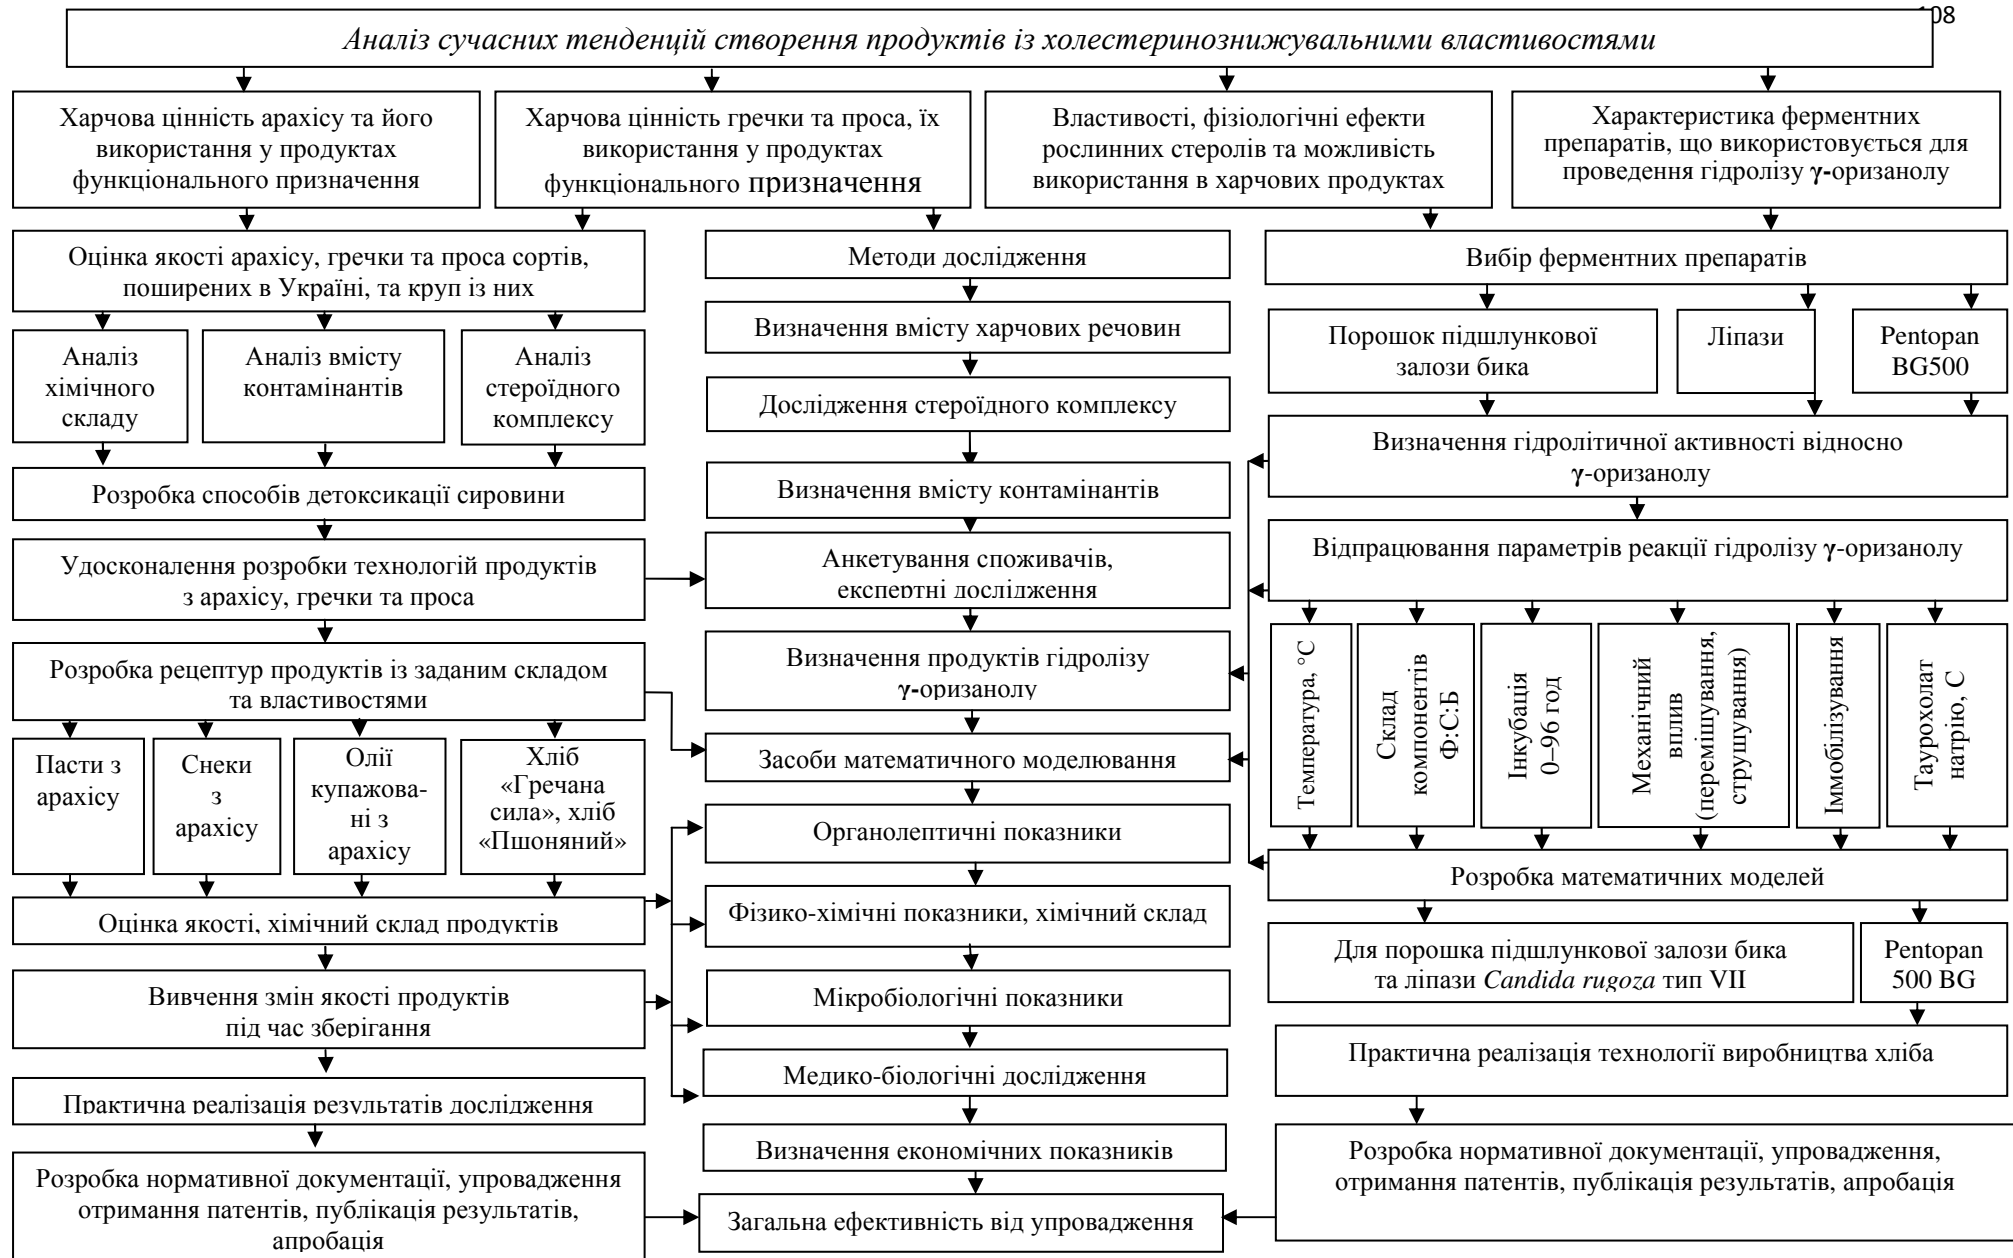 108
Аналіз сучасних тенденцій створення продуктів із холестеринознижувальними властивостями
Харчова цінність арахісу та його
використання у продуктах
функціонального призначення
Харчова цінність гречки та проса, їх
використання у продуктах
функціонального призначення
Властивості, фізіологічні ефекти
рослинних стеролів та можливість
використання в харчових продуктах
Характеристика ферментних
препаратів, що використовується для
проведення гідролізу γ-оризанолу
Оцінка якості арахісу, гречки та проса сортів,
поширених в Україні, та круп із них
Аналіз
хімічного
складу
Аналіз вмісту
контамінантів
Аналіз
стероїдного
комплексу
Розробка способів детоксикації сировини
Удосконалення розробки технологій продуктів
з арахісу, гречки та проса
Розробка рецептур продуктів із заданим складом
та властивостями
Пасти з
арахісу
Снеки
з
арахісу
Олії
купажова-
ні з
арахісу
Хліб
«Гречана
сила», хліб
«Пшоняний»
Оцінка якості, хімічний склад продуктів
Вивчення змін якості продуктів
під час зберігання
Практична реалізація результатів дослідження
Розробка нормативної документації, упровадження
отримання патентів, публікація результатів,
апробація
Методи дослідження
Визначення вмісту харчових речовин
Дослідження стероїдного комплексу
Визначення вмісту контамінантів
Анкетування споживачів,
експертні дослідження
Визначення продуктів гідролізу
γ-оризанолу
Засоби математичного моделювання
Органолептичні показники
Фізико-хімічні показники, хімічний склад
Мікробіологічні показники
Медико-біологічні дослідження
Визначення економічних показників
Загальна ефективність від упровадження
Вибір ферментних препаратів
Порошок підшлункової
залози бика
Ліпази
Pentopan
BG500
Визначення гідролітичної активності відносно
γ-оризанолу
Відпрацювання параметрів реакції гідролізу γ-оризанолу
Температура, °С
Склад
компонентів
Ф:С:Б
Інкубація
0–96 год
Механічний
вплив
(перемішування,
струшування)
Іммобілізування
Таурохолат
натрію, С
Розробка математичних моделей
Для порошка підшлункової залози бика
та ліпази Candida rugoza тип VII
Pentopan
500 BG
Практична реалізація технології виробництва хліба
Розробка нормативної документації, упровадження,
отримання патентів, публікація результатів, апробація